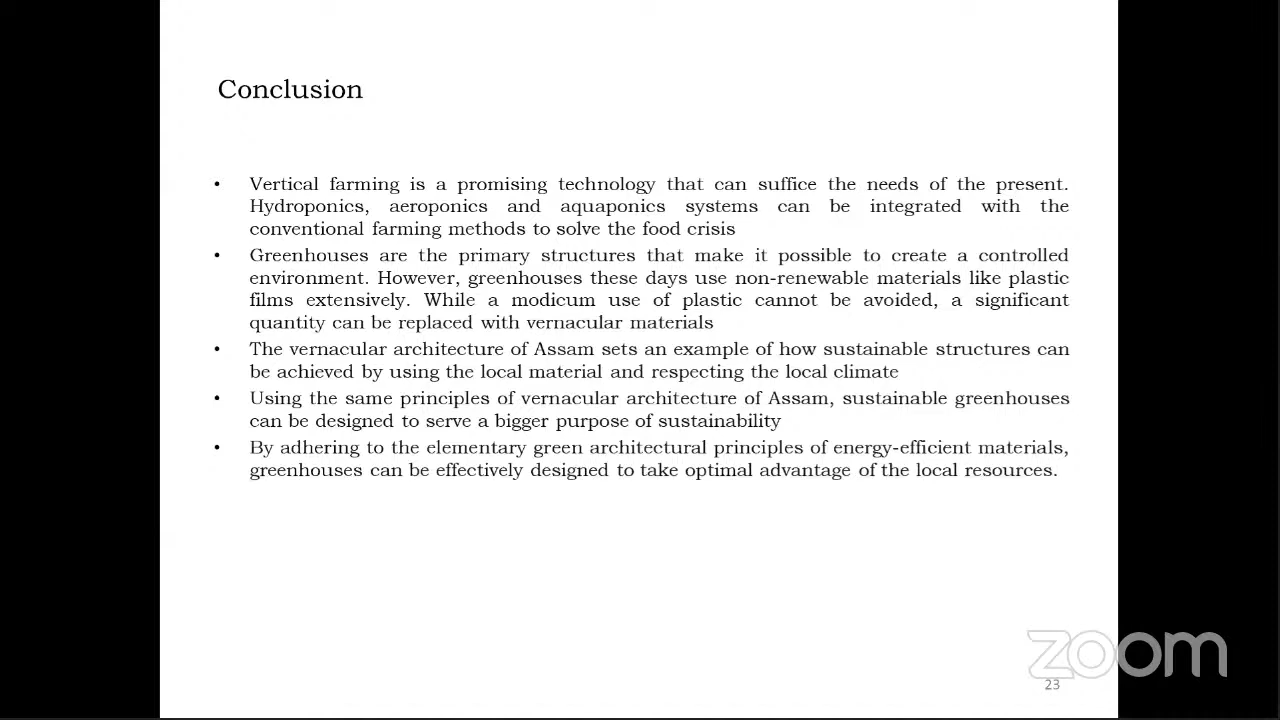 Conclusion
• Vertical farming is a promising technology that can suffice the needs of the present.
Hydroponics, aeroponics and aquaponics systems can be integrated with the
conventional farming methods to solve the food crisis
• Greenhouses are the primary structures that make it possible to create a controlled
environment. However, greenhouses these days use non-renewable materials like plastic
films extensively. While a modicum use of plastic cannot be avoided, a significant
quantity can be replaced with vernacular materials
• The vernacular architecture of Assam sets an example of how sustainable structures can
be achieved by using the local material and respecting the local climate
• Using the same principles of vernacular architecture of Assam, sustainable greenhouses
can be designed to serve a bigger purpose of sustainability
• By adhering to the elementary green architectural principles of energy-efficient materials,
greenhouses can be effectively designed to take optimal advantage of the local resources.
zoom
23